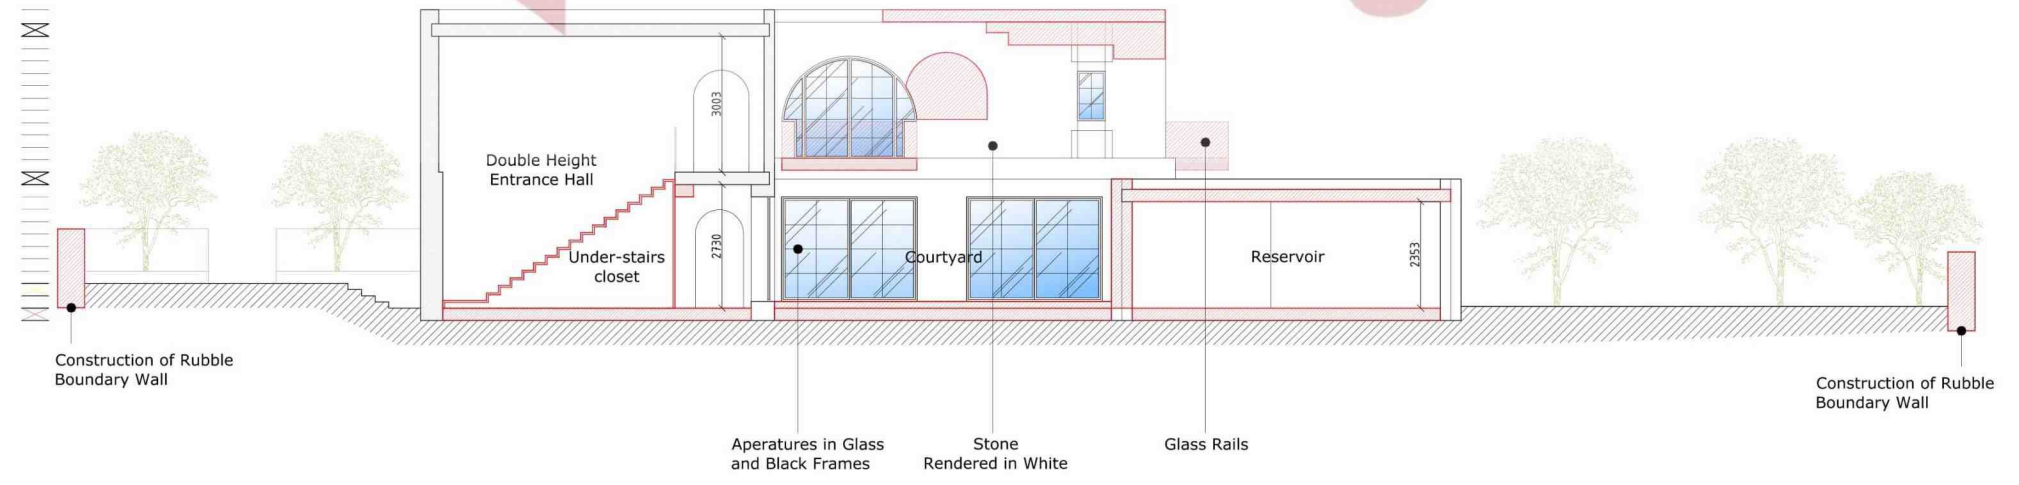 3003
Double Height
Entrance Hall
2730
Under-stairs
closet
Courtyard
Reservoir
2353
Construction of Rubble
Boundary Wall
Construction of Rubble
Boundary Wall
Aperatures in Glass
and Black Frames
Stone
Rendered in White
Glass Rails